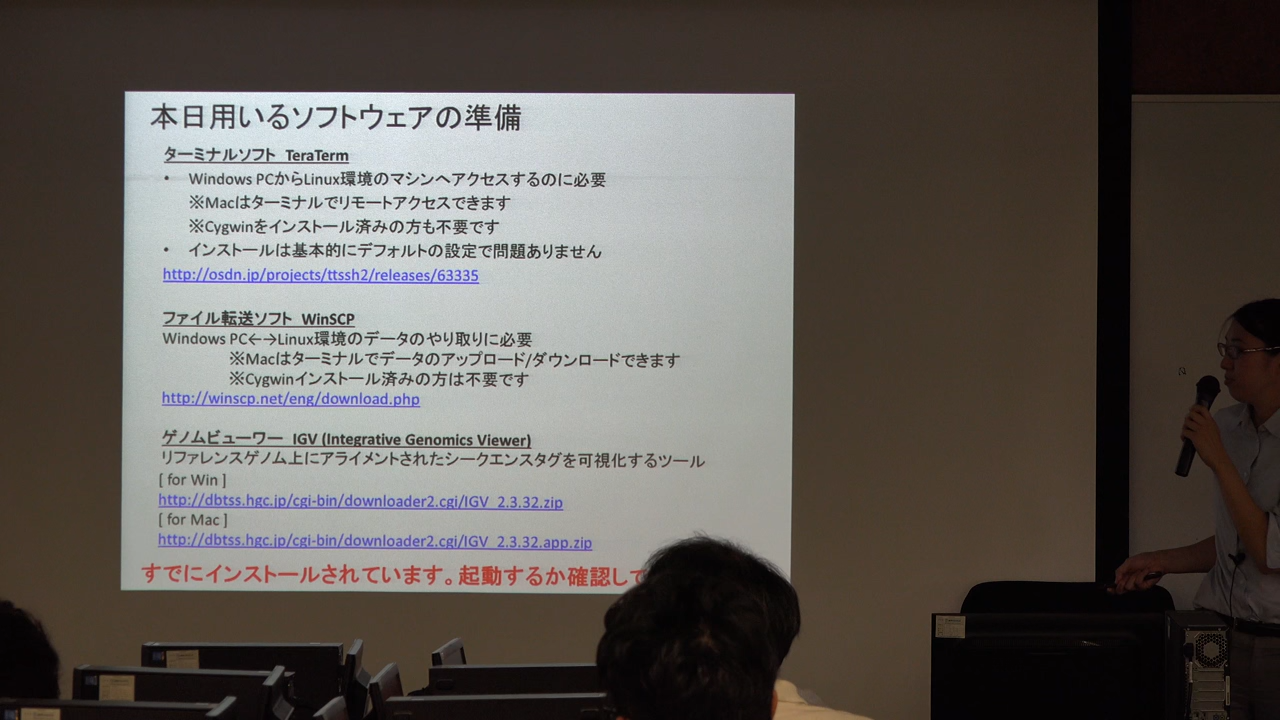 本日用いるソフトウェアの準備
ターミナルソフト TeraTerm
• Windows PCからLinux環境のマシンへアクセスするのに必要
※Macはターミナルでリモートアクセスできます
※Cygwinをインストール済みの方も不要です
• インストールは基本的にデフォルトの設定で問題ありません
http://osdn.jp/projects/ttssh2/releases/63335
ファイル転送ソフト WinSCP
Windows PC←→Linux環境のデータのやり取りに必要
※Macはターミナルでデータのアップロード/ダウンロードできます
※Cygwinインストール済みの方は不要です
http://winscp.net/eng/download.php
ゲノムビューワー IGV (Integrative Genomics Viewer)
リファレンスゲノム上にアライメントされたシークエンスタグを可視化するツール
[ for Win ]
http://dbtss.hgc.jp/cgi-bin/downloader2.cgi/IGV_2.3.32.zip
[ for Mac ]
http://dbtss.hgc.jp/cgi-bin/downloader2.cgi/IGV_2.3.32.app.zip
すでにインストールされています。起動するか確認して